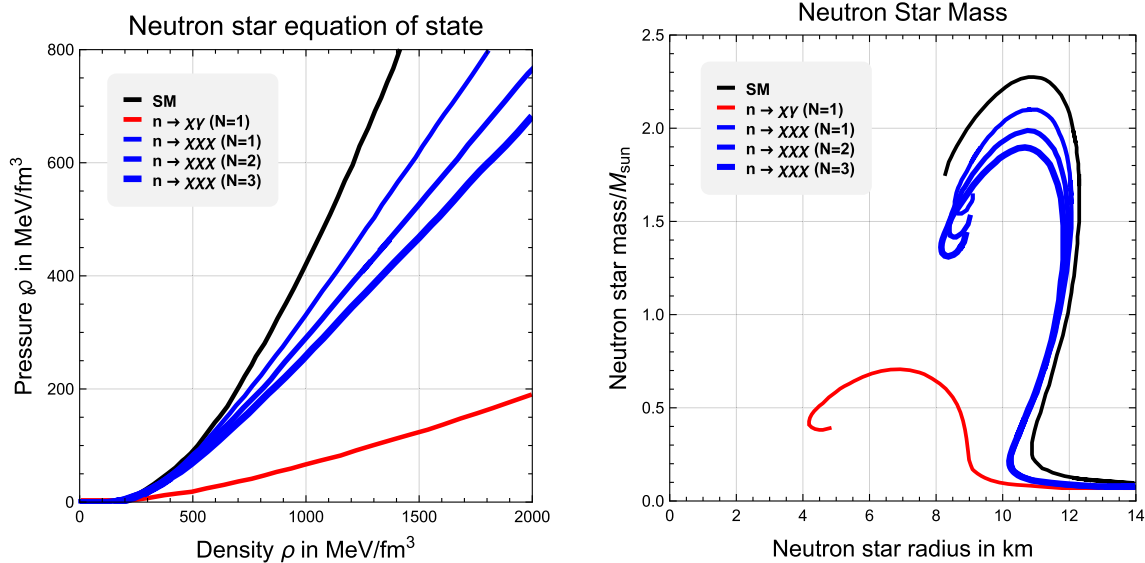 Neutron star equation of state
800
600
400
200
0
0 500 1000 1500 2000
Pressure ℘ in MeV/fm³
Density ρ in MeV/fm³
SM
n → χγ (N=1)
n → χχχ (N=1)
n → χχχ (N=2)
n → χχχ (N=3)
Neutron Star Mass
2.5
2.0
1.5
1.0
0.5
0.0
0 2 4 6 8 10 12 14
Neutron star mass/M_sun
Neutron star radius in km
SM
n → χγ (N=1)
n → χχχ (N=1)
n → χχχ (N=2)
n → χχχ (N=3)